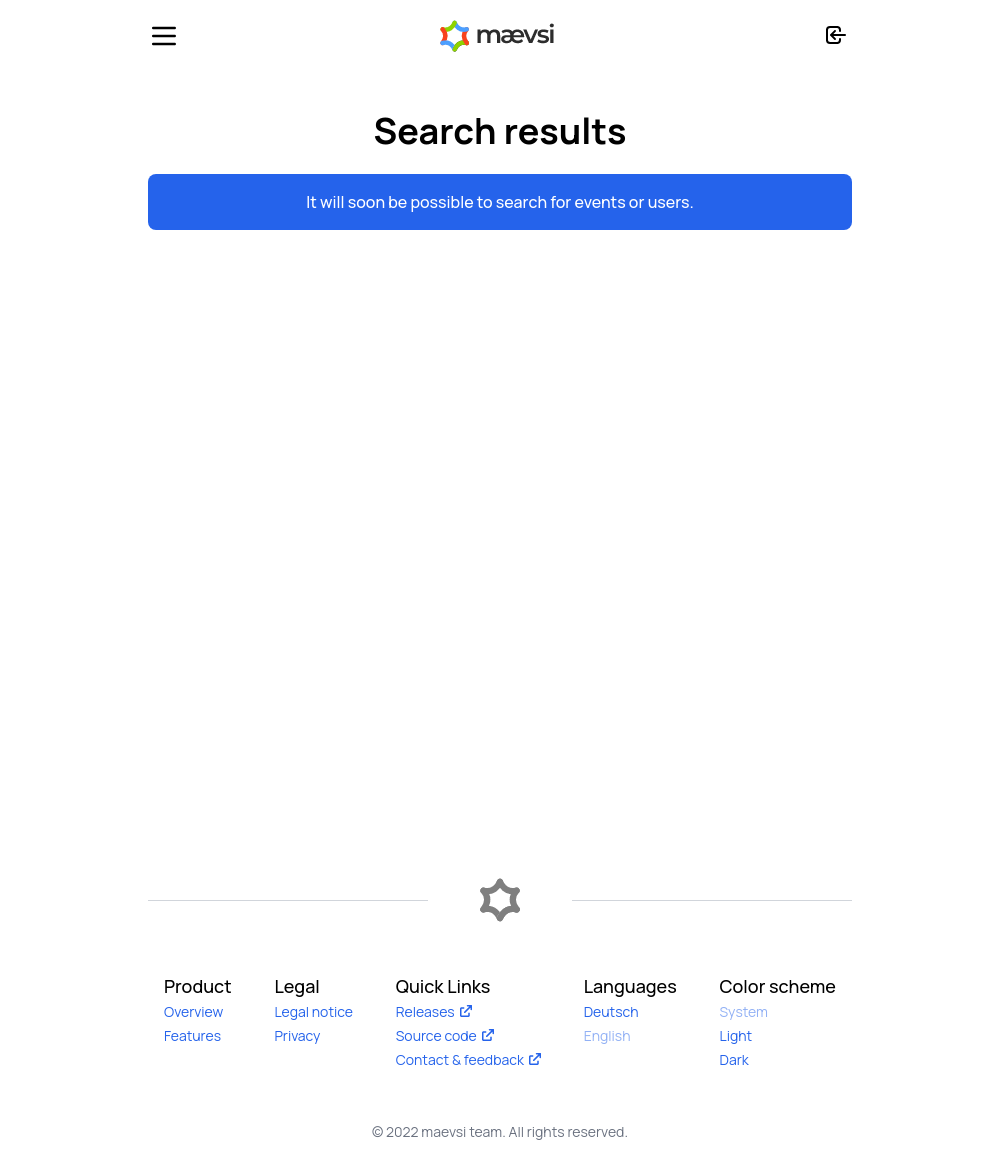 mævsi
Search results
It will soon be possible to search for events or users.
Product
Overview
Features
Legal
Legal notice
Privacy
Quick Links
Releases
Source code
Contact & feedback
Languages
Deutsch
English
Color scheme
System
Light
Dark
© 2022 maevsi team. All rights reserved.